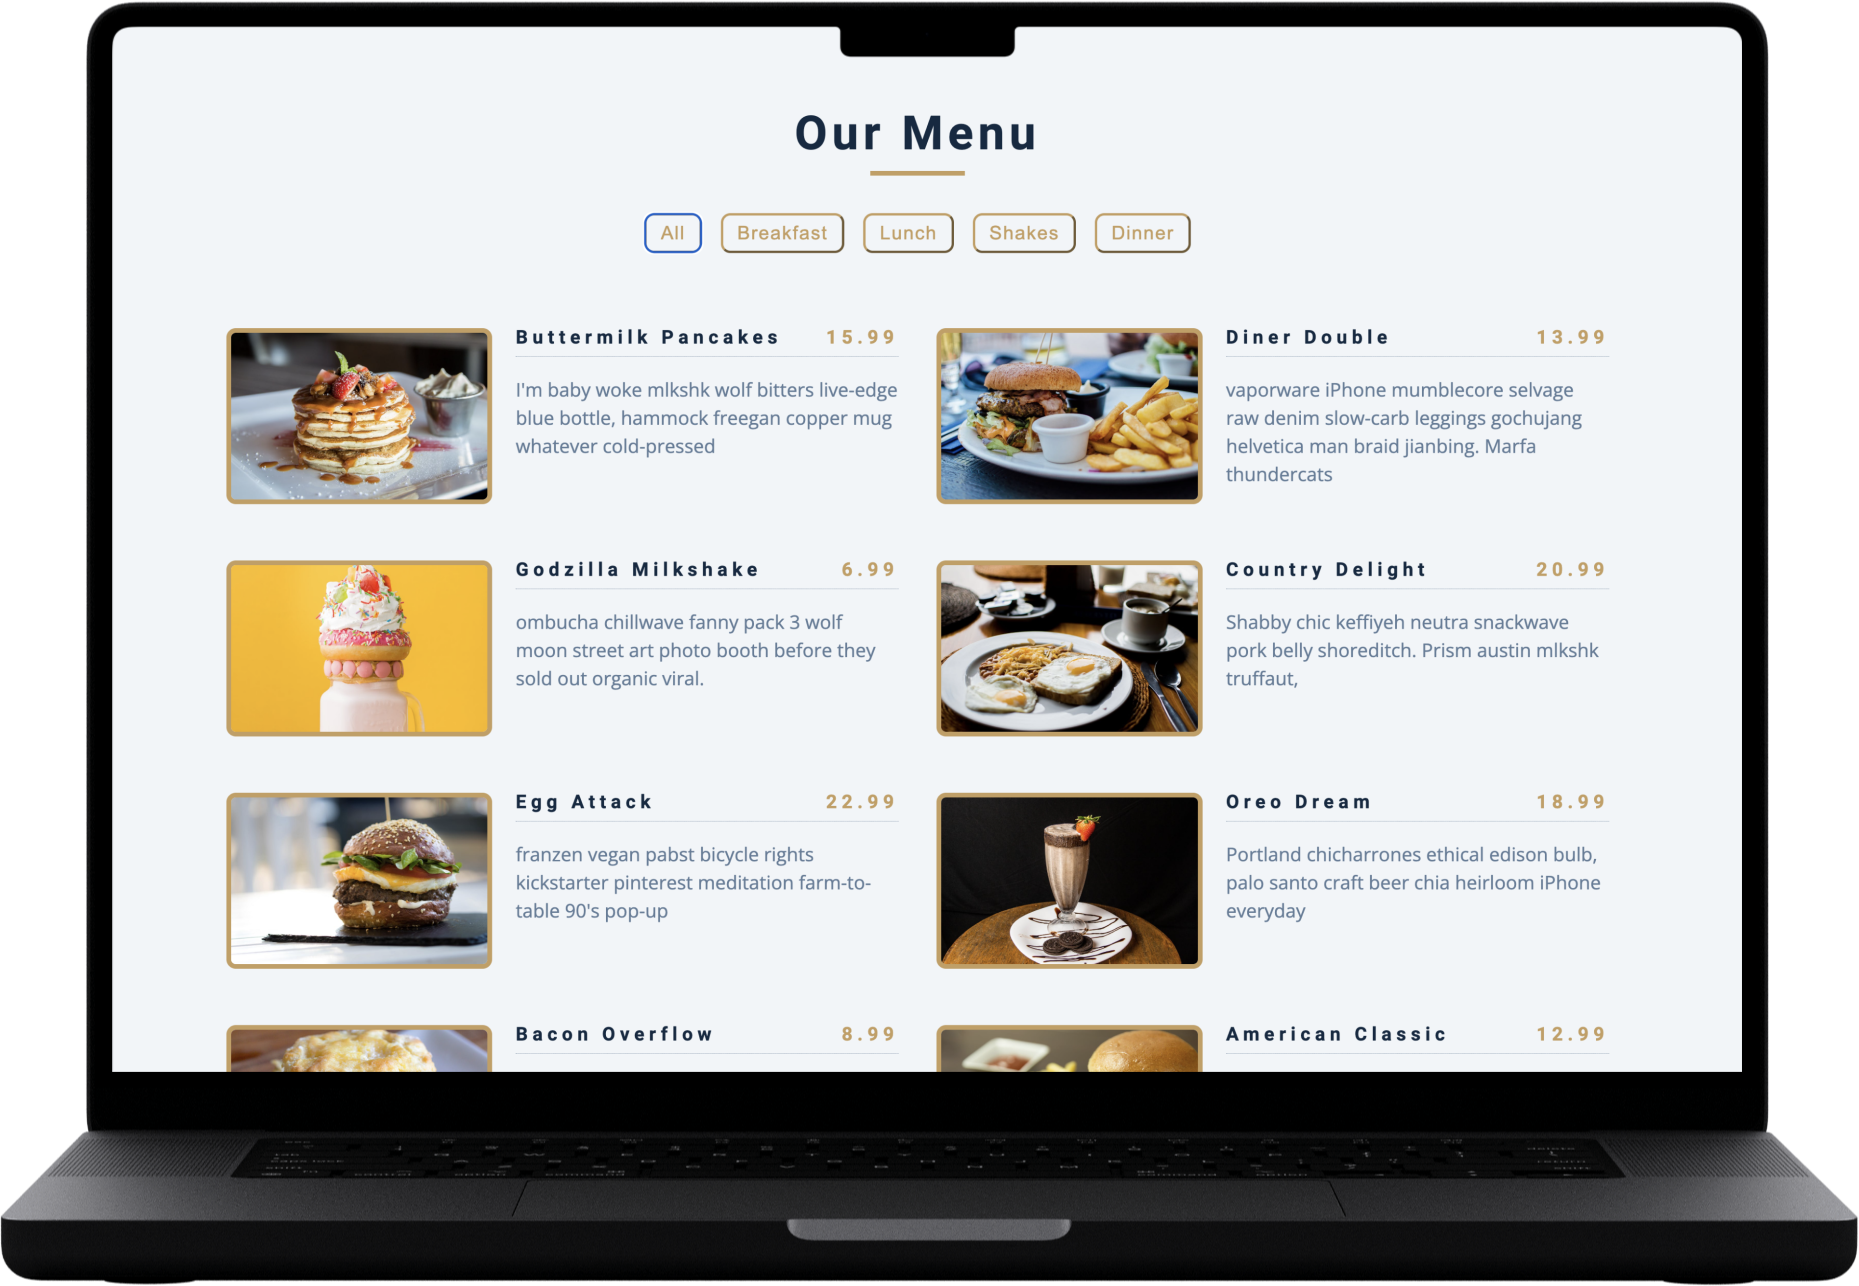 Our Menu
All Breakfast Lunch Shakes Dinner
Buttermilk Pancakes 15.99
I'm baby woke mlkshk wolf bitters live-edge
blue bottle, hammock freegan copper mug
whatever cold-pressed
Diner Double 13.99
vaporware iPhone mumblecore selvage
raw denim slow-carb leggings gochujang
helvetica man braid jianbing. Marfa
thundercats
Godzilla Milkshake 6.99
ombucha chillwave fanny pack 3 wolf
moon street art photo booth before they
sold out organic viral.
Country Delight 20.99
Shabby chic keffiyeh neutra snackwave
pork belly shoreditch. Prism austin mlkshk
truffaut,
Egg Attack 22.99
franzen vegan pabst bicycle rights
kickstarter pinterest meditation farm-to-
table 90's pop-up
Oreo Dream 18.99
Portland chicharrones ethical edison bulb,
palo santo craft beer chia heirloom iPhone
everyday
Bacon Overflow 8.99
American Classic 12.99